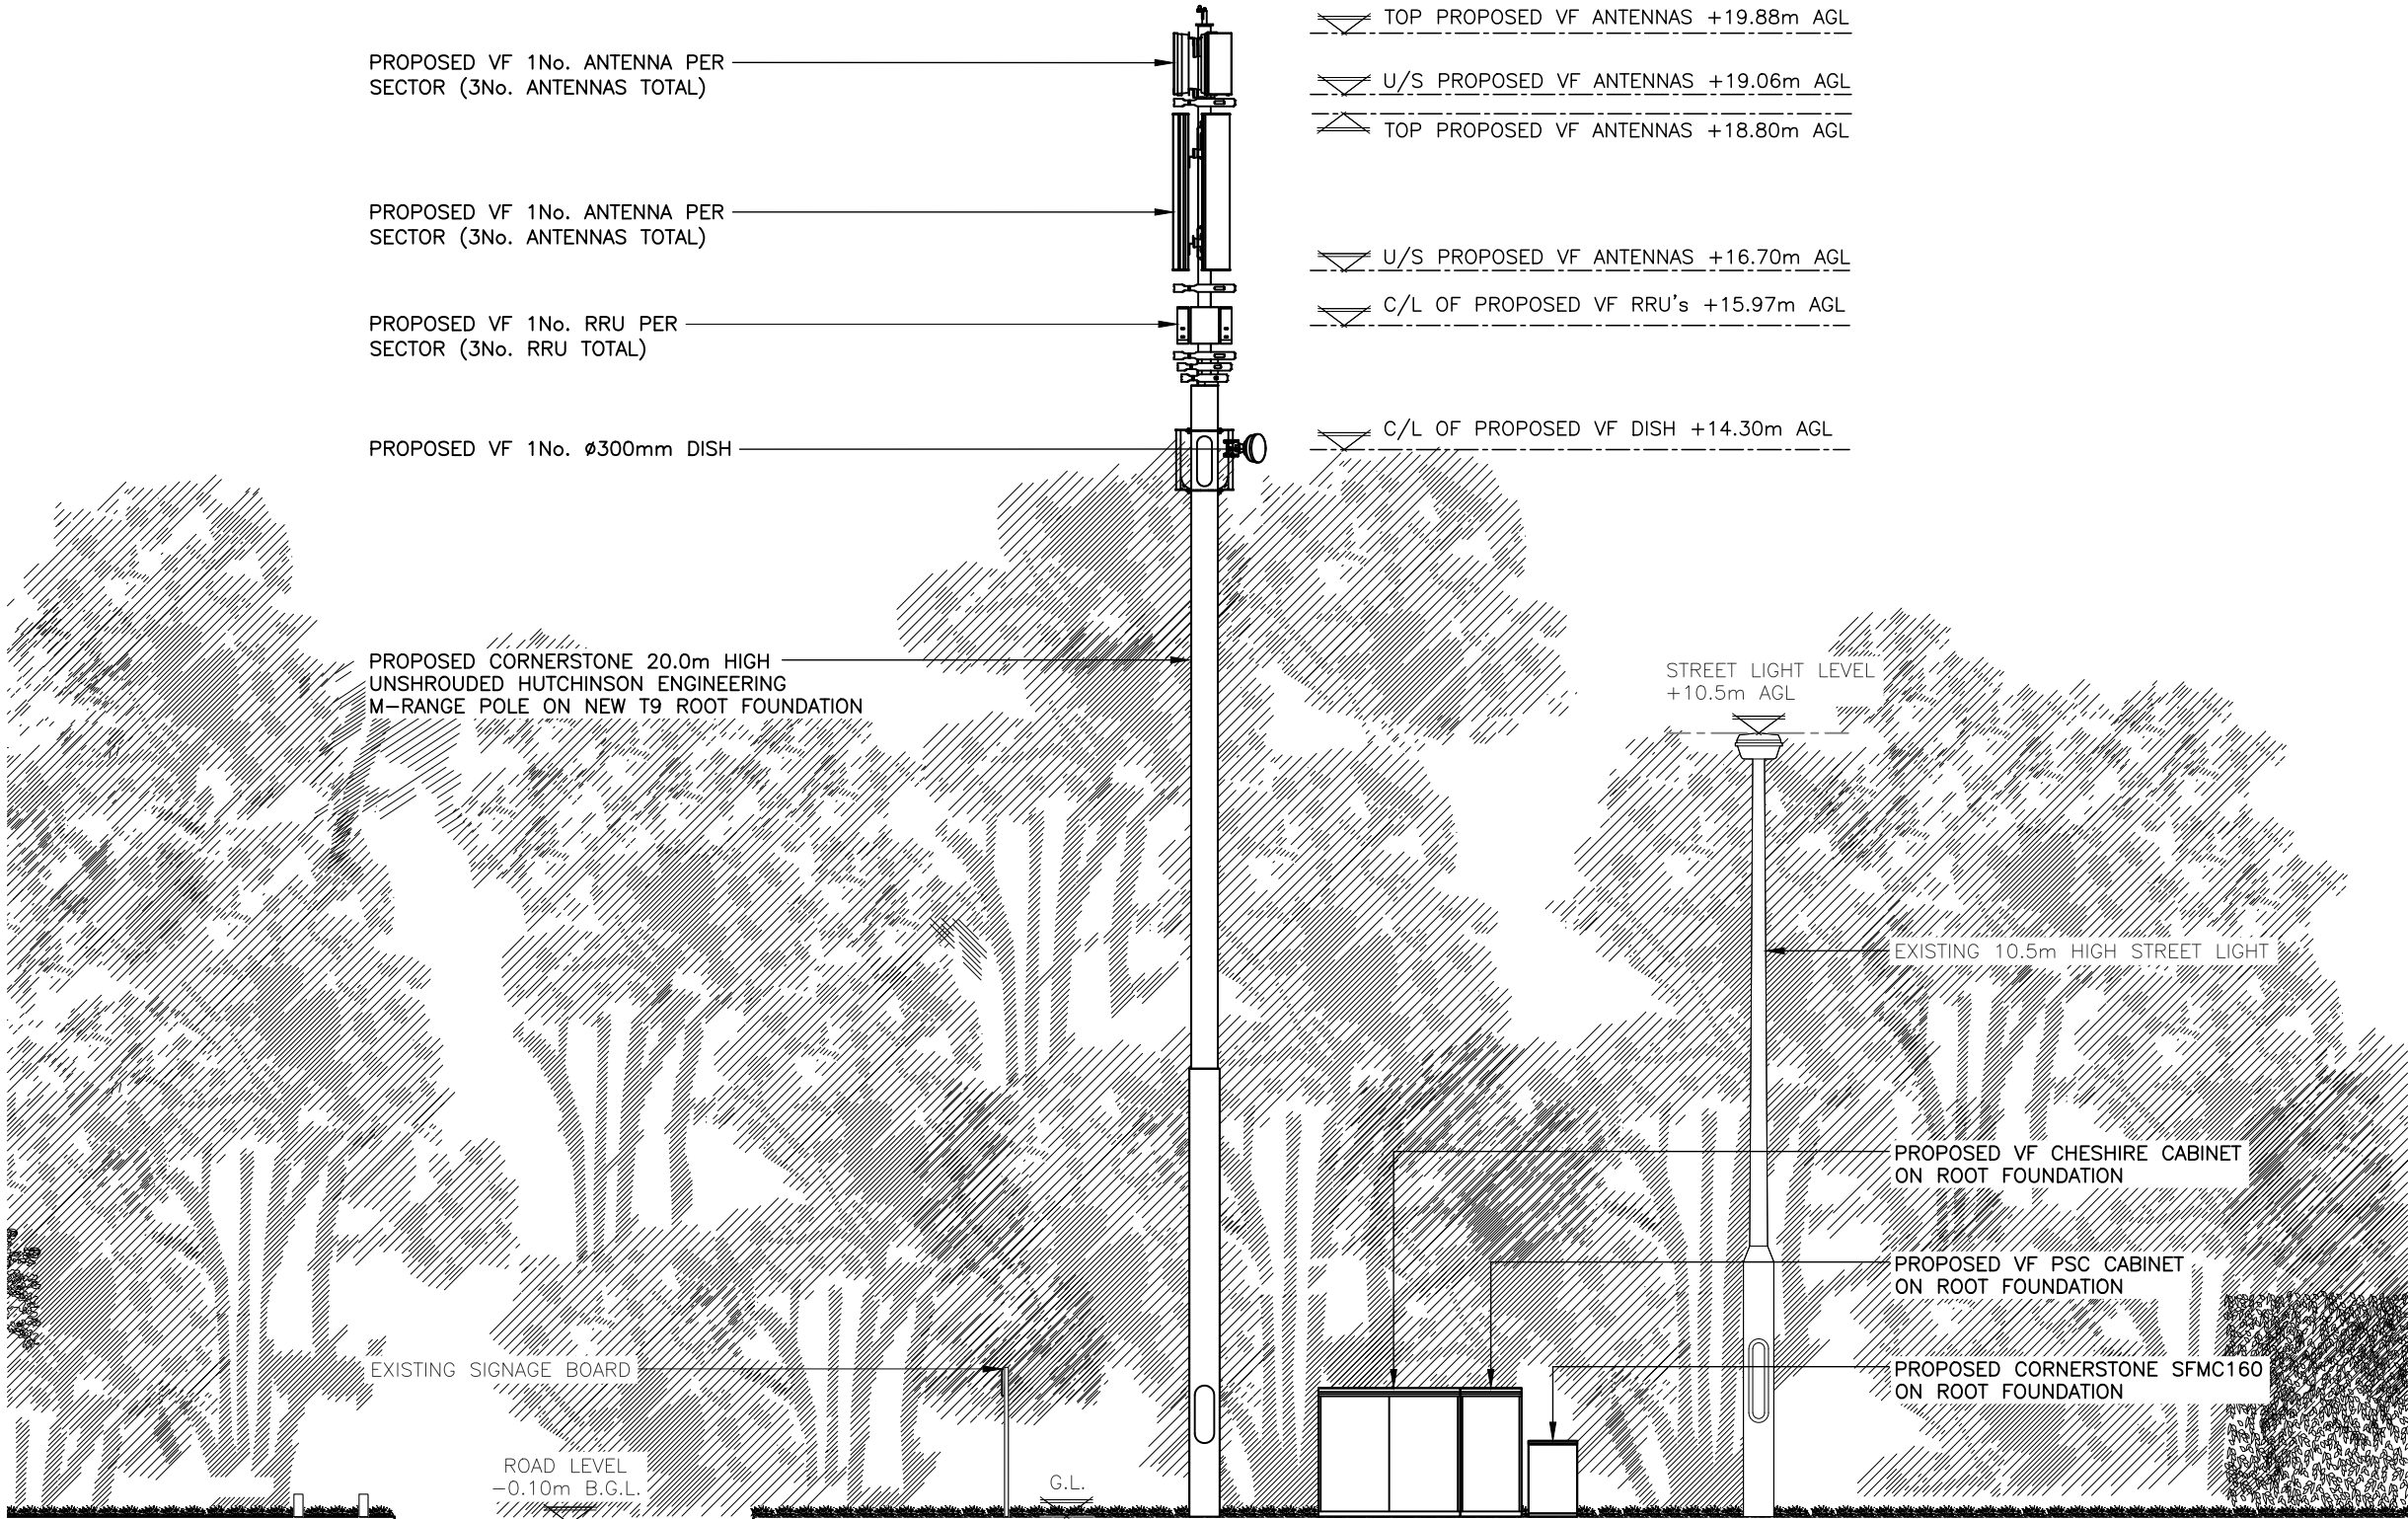 TOP PROPOSED VF ANTENNAS +19.88m AGL
PROPOSED VF 1No. ANTENNA PER
SECTOR (3No. ANTENNAS TOTAL)
U/S PROPOSED VF ANTENNAS +19.06m AGL
TOP PROPOSED VF ANTENNAS +18.80m AGL
PROPOSED VF 1No. ANTENNA PER
SECTOR (3No. ANTENNAS TOTAL)
U/S PROPOSED VF ANTENNAS +16.70m AGL
C/L OF PROPOSED VF RRU's +15.97m AGL
PROPOSED VF 1No. RRU PER
SECTOR (3No. RRU TOTAL)
C/L OF PROPOSED VF DISH +14.30m AGL
PROPOSED VF 1No. Ø300mm DISH
PROPOSED CORNERSTONE 20.0m HIGH
UNSHROUDED HUTCHINSON ENGINEERING
M-RANGE POLE ON NEW T9 ROOT FOUNDATION
STREET LIGHT LEVEL
+10.5m AGL
EXISTING 10.5m HIGH STREET LIGHT
PROPOSED VF CHESHIRE CABINET
ON ROOT FOUNDATION
PROPOSED VF PSC CABINET
ON ROOT FOUNDATION
EXISTING SIGNAGE BOARD
PROPOSED CORNERSTONE SFMC160
ON ROOT FOUNDATION
ROAD LEVEL
-0.10m B.G.L.
G.L.